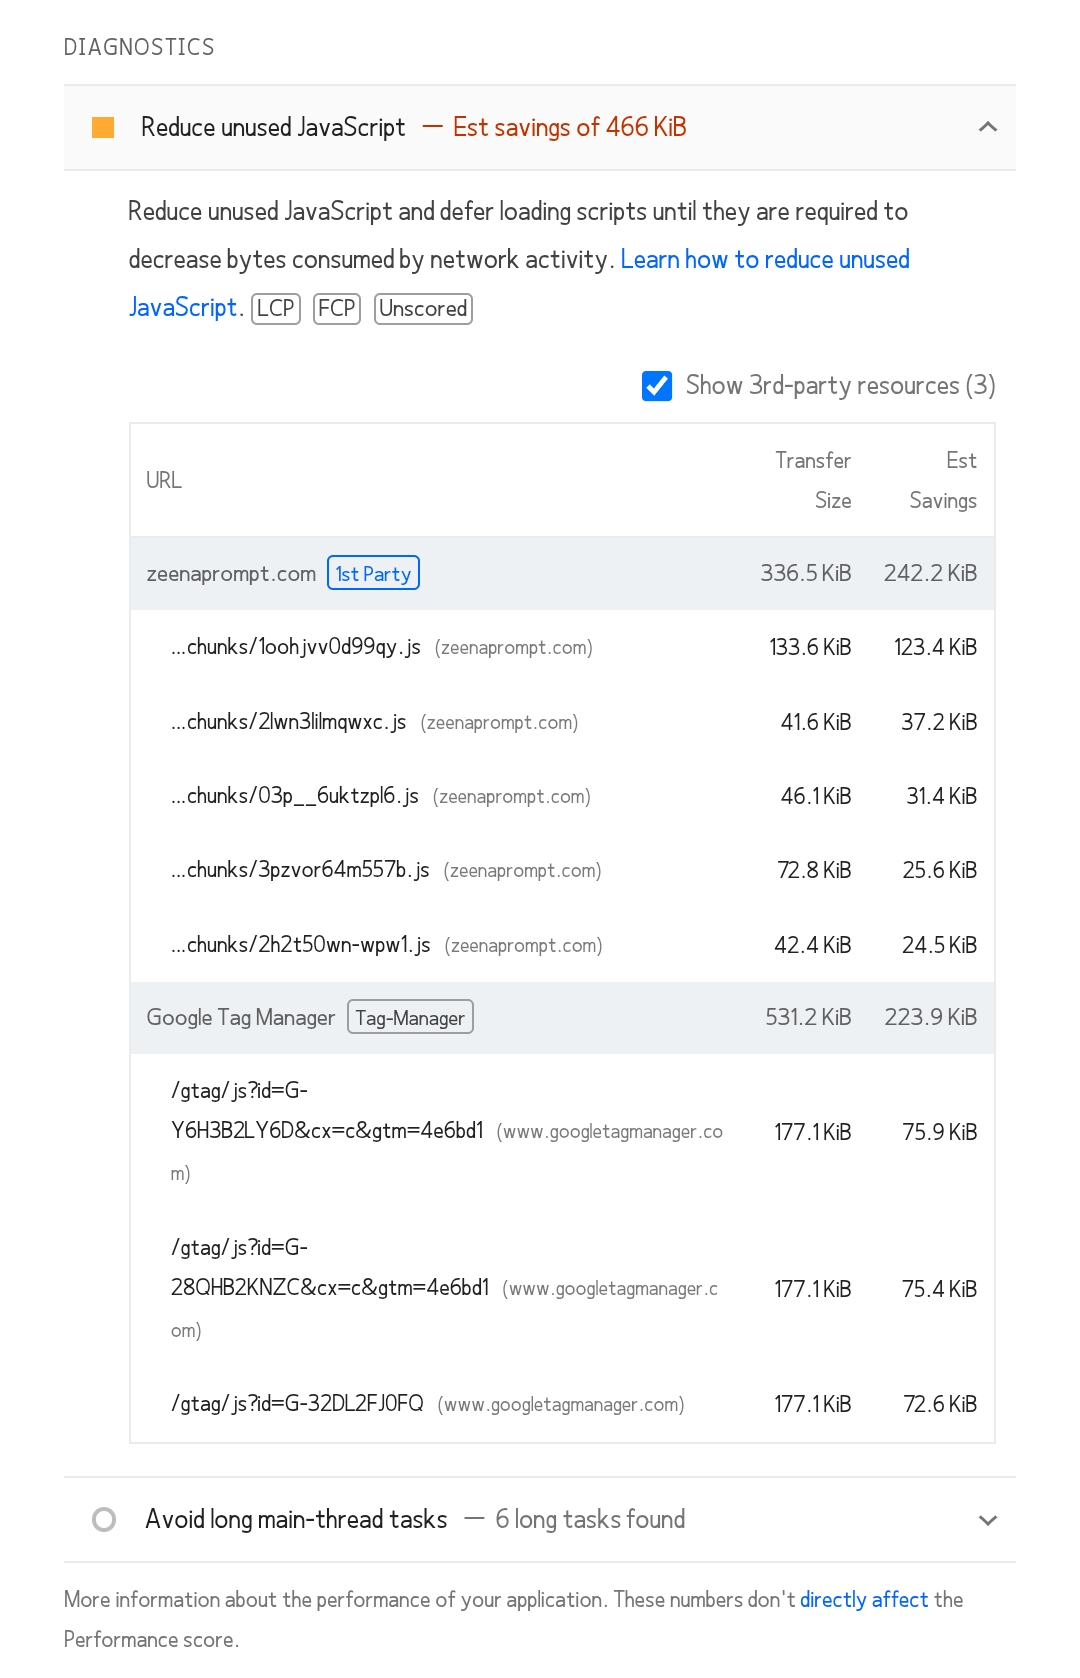 DIAGNOSTICS
Reduce unused JavaScript — Est savings of 466 KiB
Reduce unused JavaScript and defer loading scripts until they are required to
decrease bytes consumed by network activity. Learn how to reduce unused
JavaScript. LCP FCP Unscored
Show 3rd-party resources (3)
URL Transfer Size Est Savings
zeenaprompt.com 1st Party 336.5 KiB 242.2 KiB
...chunks/1oohjvv0d99qy.js (zeenaprompt.com) 133.6 KiB 123.4 KiB
...chunks/2lwn3lilmqwxc.js (zeenaprompt.com) 41.6 KiB 37.2 KiB
...chunks/03p__6uktzpl6.js (zeenaprompt.com) 46.1 KiB 31.4 KiB
...chunks/3pzvor64m557b.js (zeenaprompt.com) 72.8 KiB 25.6 KiB
...chunks/2h2t50wn-wpw1.js (zeenaprompt.com) 42.4 KiB 24.5 KiB
Google Tag Manager Tag-Manager 531.2 KiB 223.9 KiB
/gtag/js?id=G-
Y6H3B2LY6D&cx=c&gtm=4e6bd1 (www.googletagmanager.co 177.1 KiB 75.9 KiB
m)
/gtag/js?id=G-
28QHB2KNZC&cx=c&gtm=4e6bd1 (www.googletagmanager.c 177.1 KiB 75.4 KiB
om)
/gtag/js?id=G-32DL2FJ0FQ (www.googletagmanager.com) 177.1 KiB 72.6 KiB
Avoid long main-thread tasks — 6 long tasks found
More information about the performance of your application. These numbers don't directly affect the
Performance score.